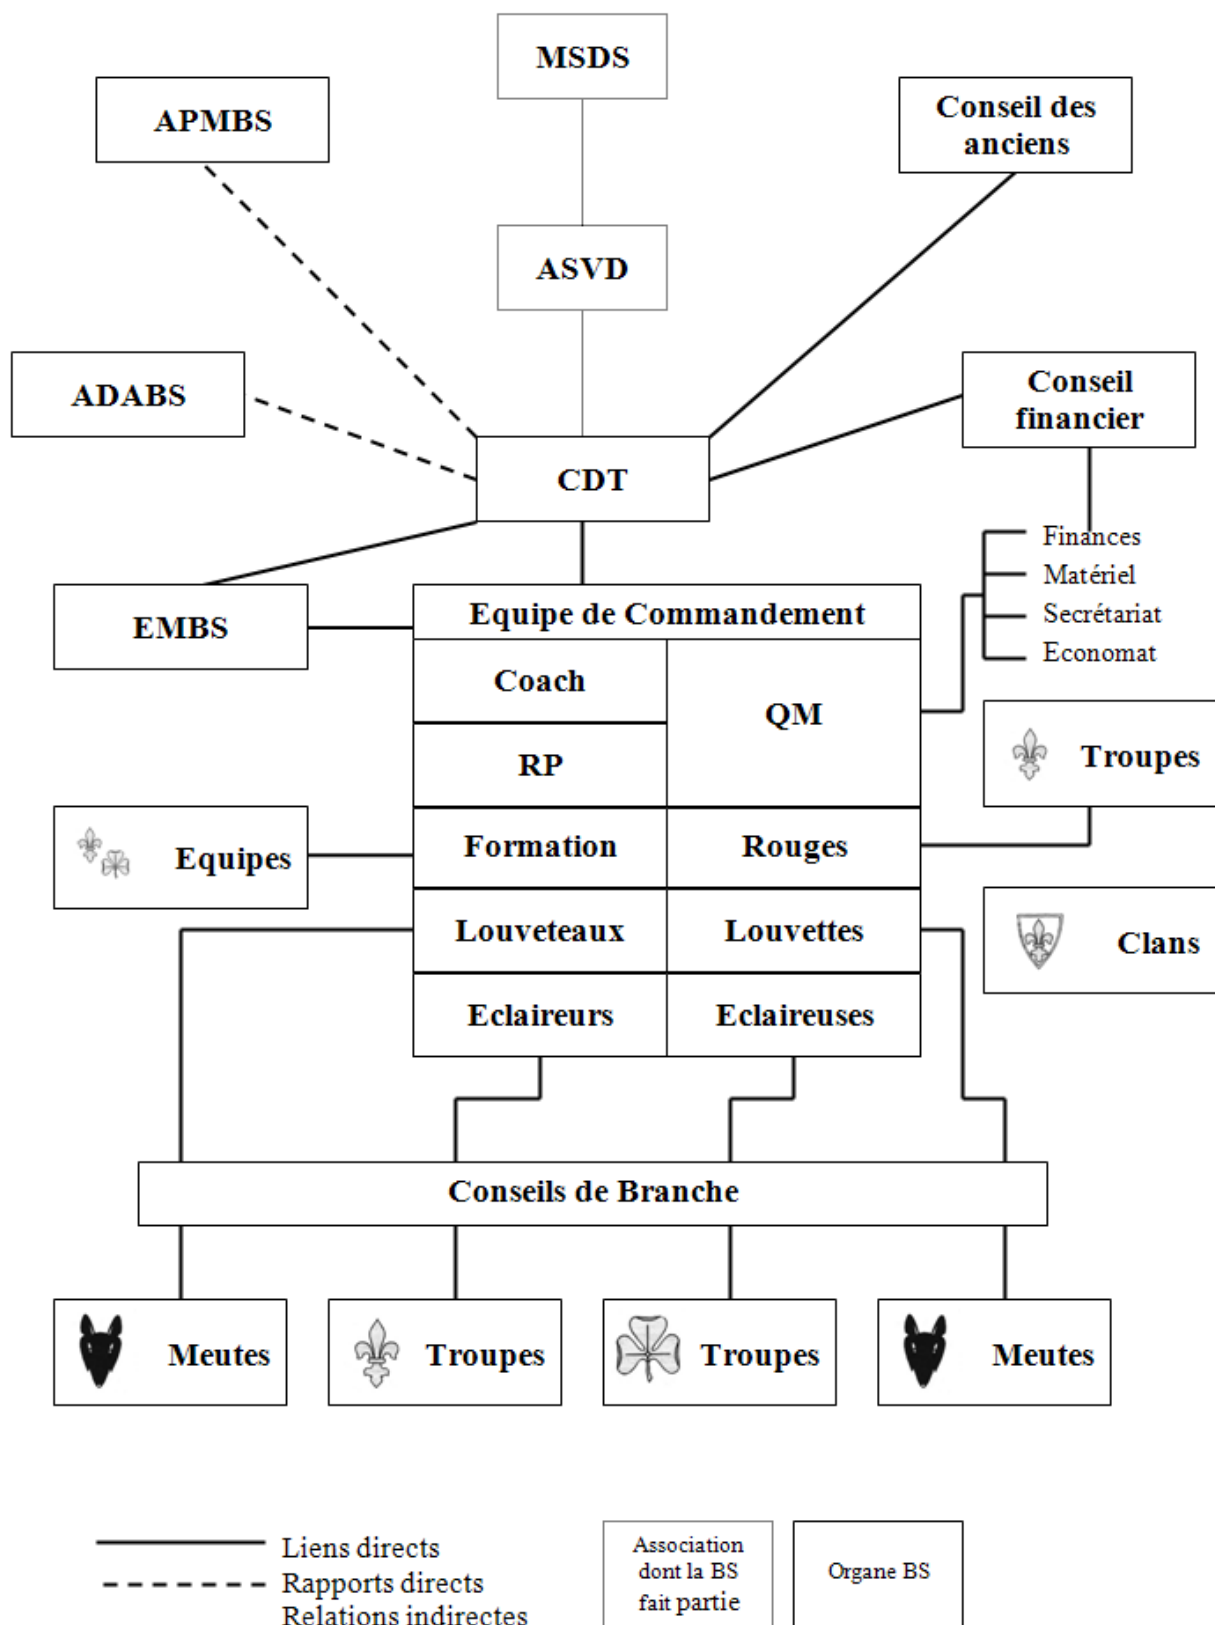 MSDS
APMBS
Conseil des
anciens
ASVD
ADABS
Conseil
financier
CDT
Finances
Matériel
Secrétariat
Economat
EMBS
Equipe de Commandement
Coach
QM
RP
Troupes
Equipes
Formation
Rouges
Louveteaux
Louvettes
Clans
Eclaireurs
Eclaireuses
Conseils de Branche
Meutes
Troupes
Troupes
Meutes
Liens directs
Rapports directs
Relations indirectes
Association
dont la BS
fait partie
Organe BS